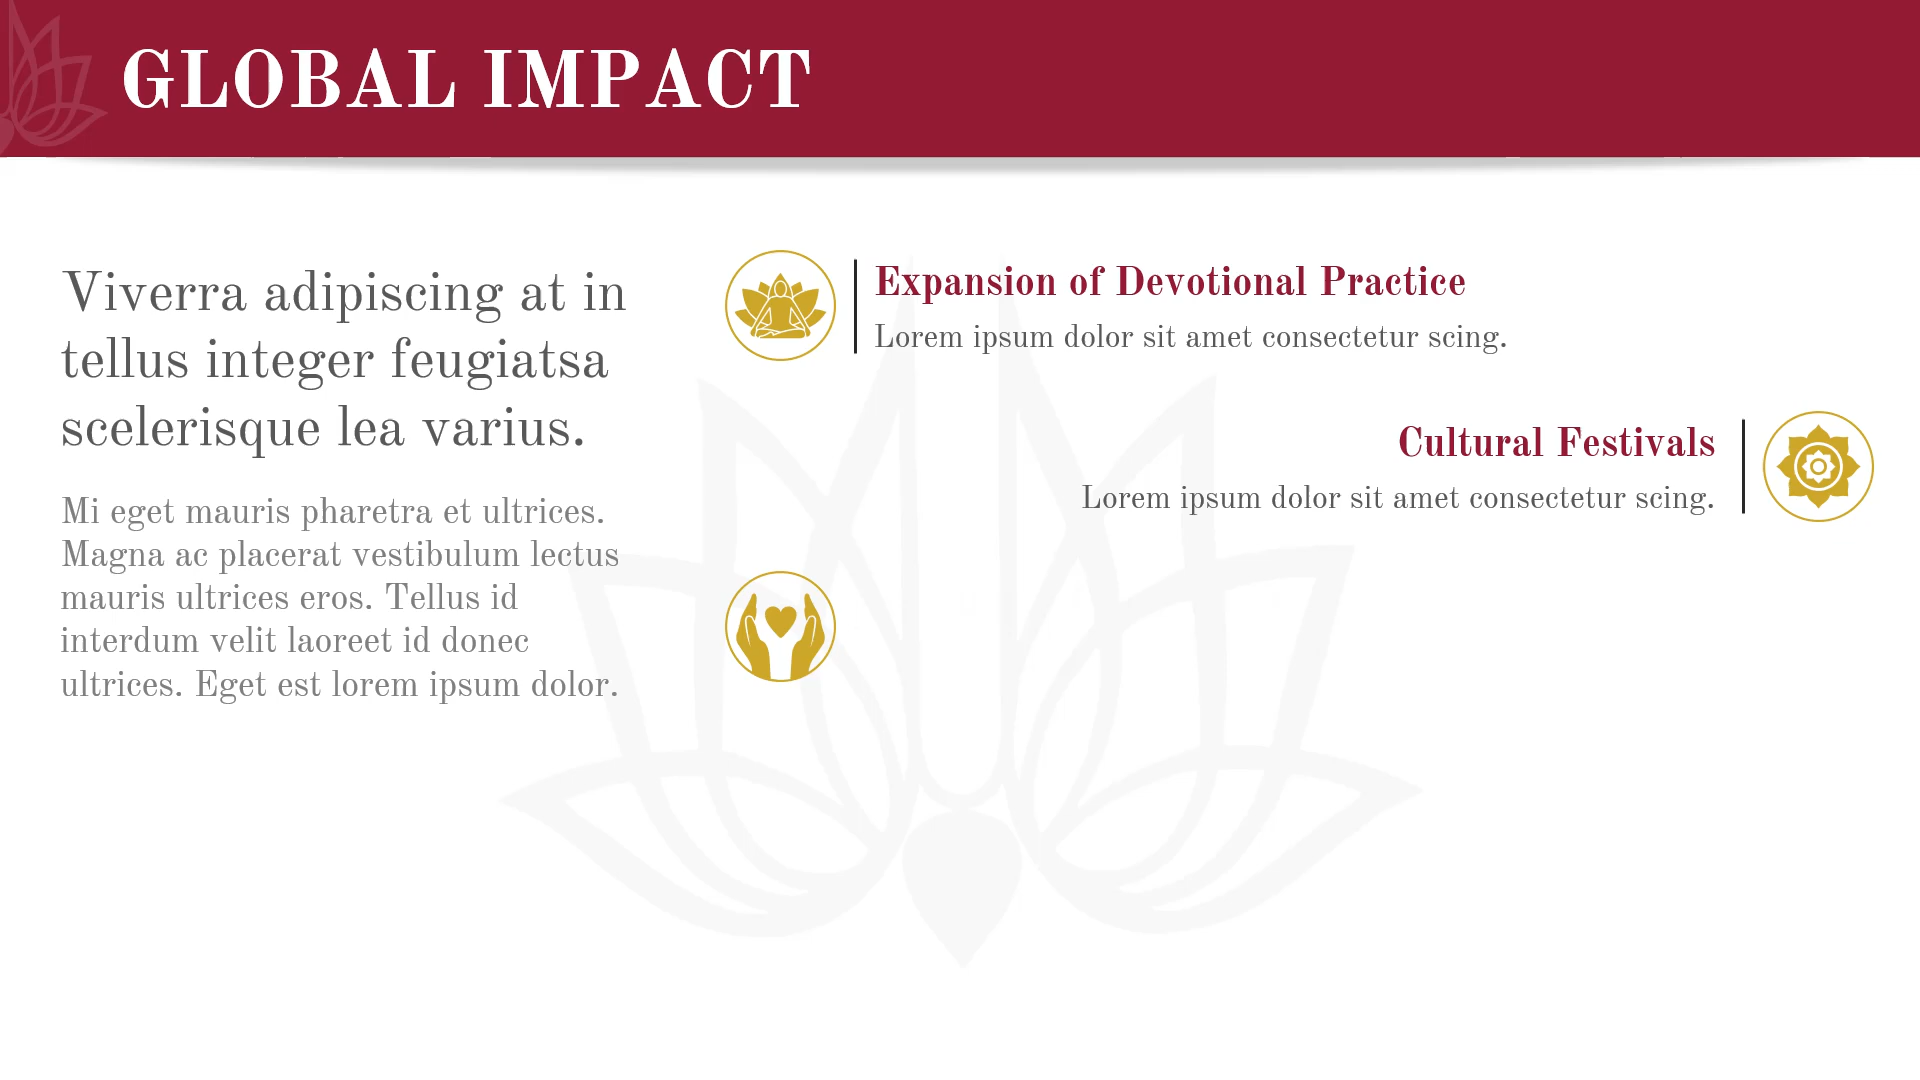 GLOBAL IMPACT
Viverra adipiscing at in
tellus integer feugiatsa
scelerisque lea varius.
Mi eget mauris pharetra et ultrices.
Magna ac placerat vestibulum lectus
mauris ultrices eros. Tellus id
interdum velit laoreet id donec
ultrices. Eget est lorem ipsum dolor.
Expansion of Devotional Practice
Lorem ipsum dolor sit amet consectetur scing.
Cultural Festivals
Lorem ipsum dolor sit amet consectetur scing.